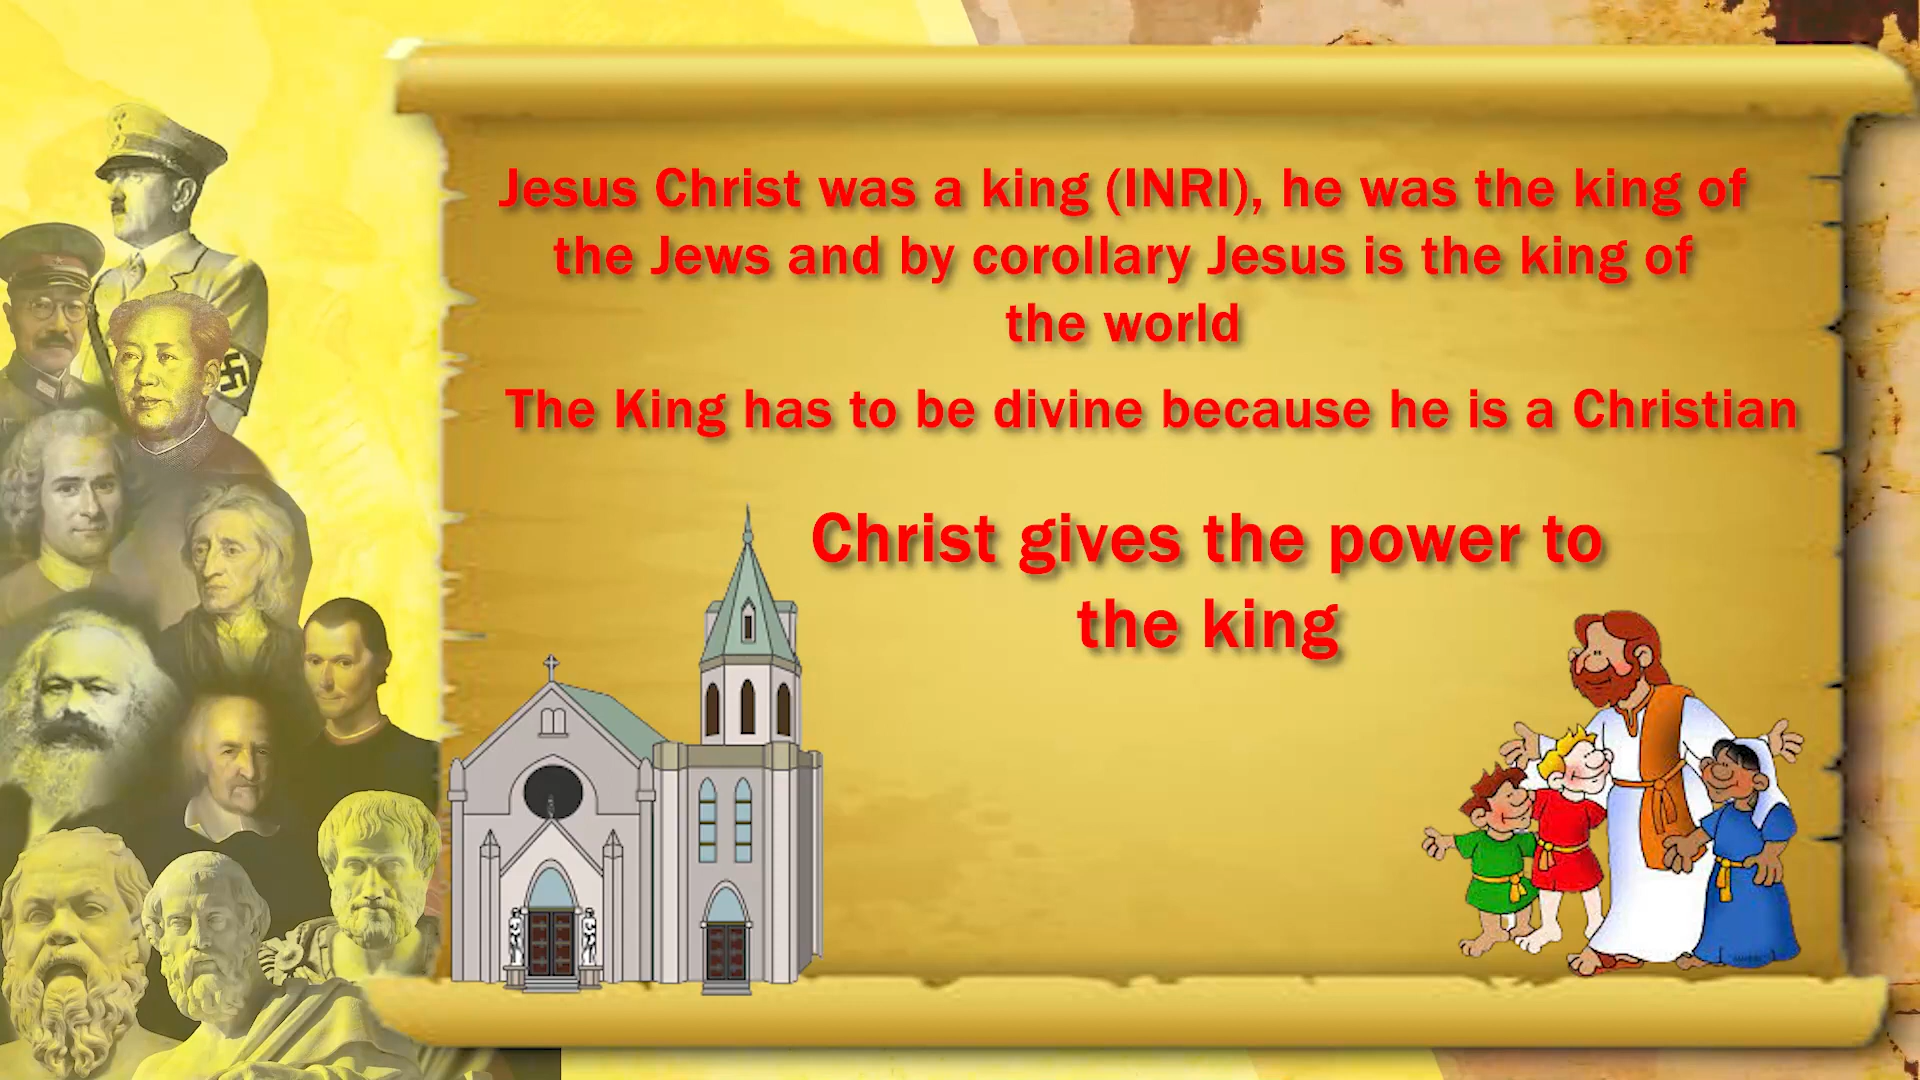 Jesus Christ was a king (INRI), he was the king of
the Jews and by corollary Jesus is the king of
the world
The King has to be divine because he is a Christian
Christ gives the power to
the king